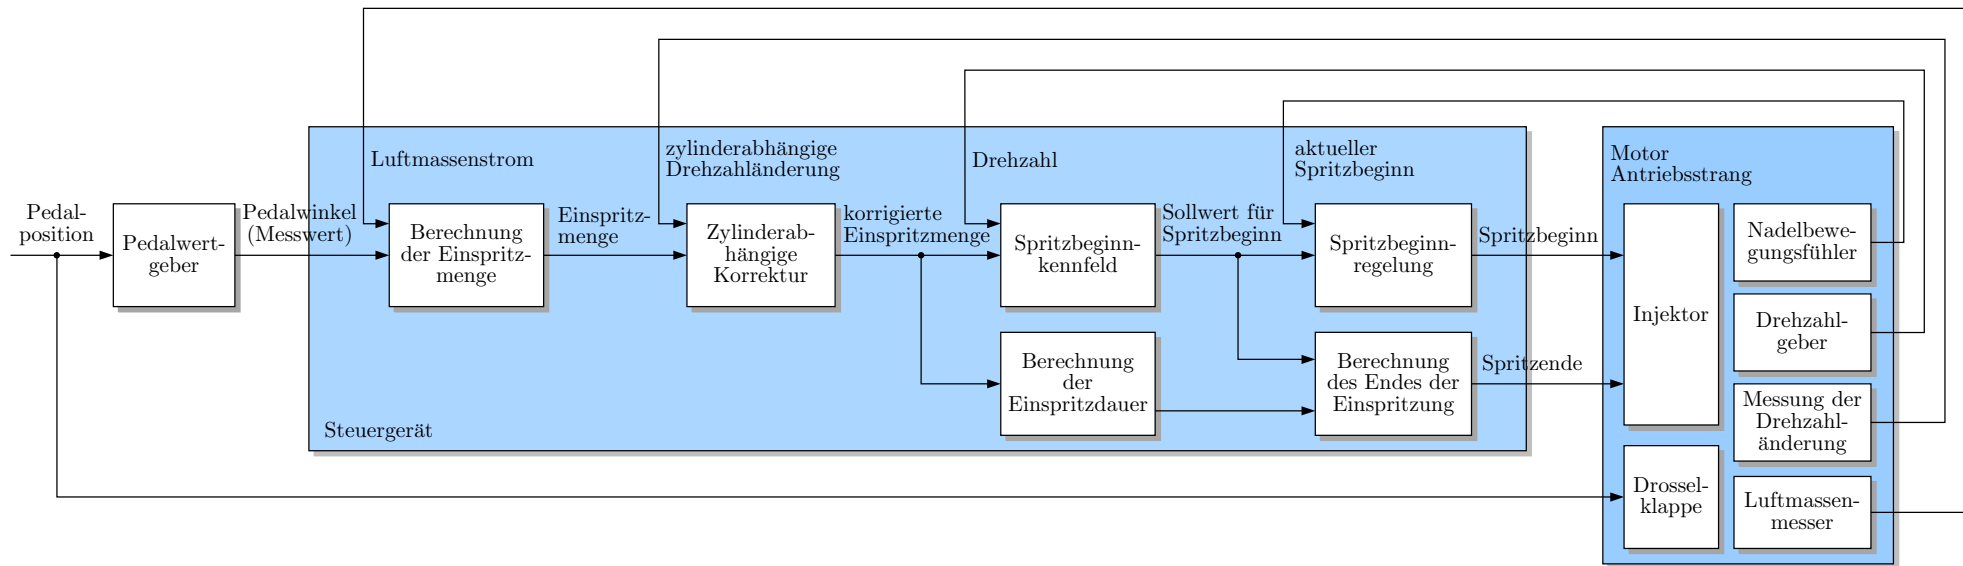 Pedal-
position
Pedalwert-
geber
Pedalwinkel
(Messwert)
Luftmassenstrom
Berechnung
der Einspritz-
menge
Einspritz-
menge
zylinderabhängige
Drehzahländerung
Zylinderab-
hängige
Korrektur
korrigierte
Einspritzmenge
Drehzahl
Spritzbeginn-
kennfeld
Sollwert für
Spritzbeginn
aktueller
Spritzbeginn
Spritzbeginn-
regelung
Spritzbeginn
Berechnung
der
Einspritzdauer
Berechnung
des Endes der
Einspritzung
Spritzende
Steuergerät
Motor
Antriebsstrang
Injektor
Nadelbewe-
gungsfühler
Drehzahl-
geber
Messung der
Drehzahl-
änderung
Drossel-
klappe
Luftmassen-
messer